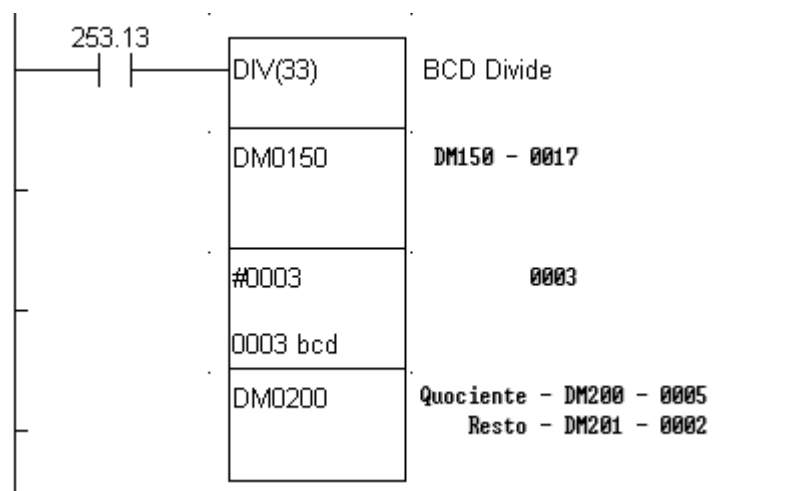 253.13
DIV(33) BCD Divide
DM0150 DM150 - 0017
#0003 0003
0003 bcd
DM0200 Quociente - DM200 - 0005
Resto - DM201 - 0002